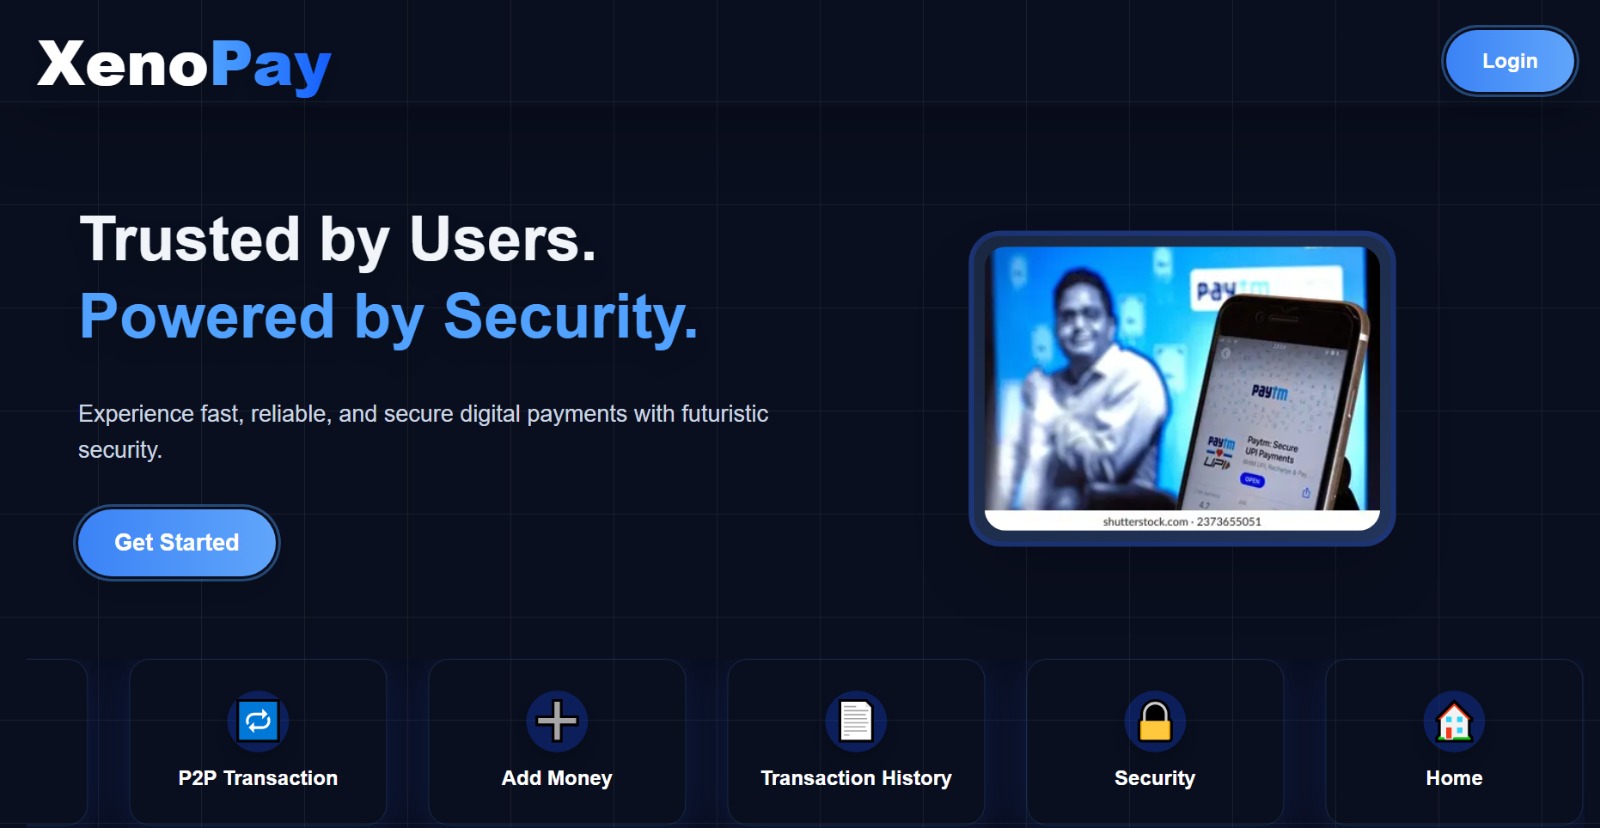 XenoPay
Login
Trusted by Users.
Powered by Security.
Experience fast, reliable, and secure digital payments with futuristic
security.
Get Started
paytm
paytm
paytm
UPI
Paytm: Secure
UPI Payments
OPEN
4.7
shutterstock.com · 2373655051
P2P Transaction
Add Money
Transaction History
Security
Home